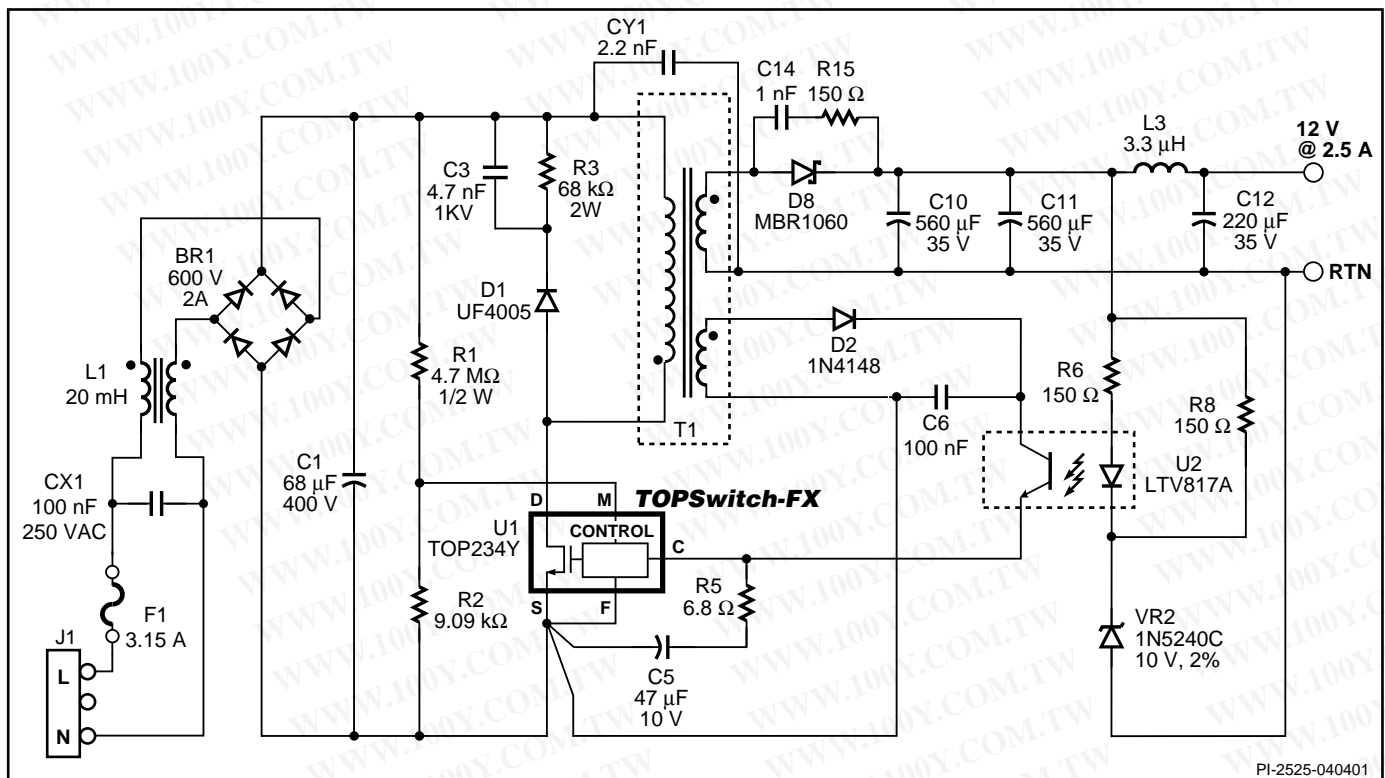 CY1
2.2 nF
C14
1 nF
R15
150 Ω
L3
3.3 µH
12 V
@ 2.5 A
C3
4.7 nF
1KV
R3
68 kΩ
2W
D8
MBR1060
C10
560 µF
35 V
C11
560 µF
35 V
C12
220 µF
35 V
RTN
BR1
600 V
2A
D1
UF4005
D2
1N4148
L1
20 mH
R1
4.7 MΩ
1/2 W
T1
C6
100 nF
R6
150 Ω
R8
150 Ω
U2
LTV817A
CX1
100 nF
250 VAC
C1
68 µF
400 V
D
M
TOPSwitch-FX
U1
TOP234Y
CONTROL
C
S
F
R5
6.8 Ω
R2
9.09 kΩ
C5
47 µF
10 V
VR2
1N5240C
10 V, 2%
F1
3.15 A
J1
L
N
PI-2525-040401
WWW.100Y.COM.TW